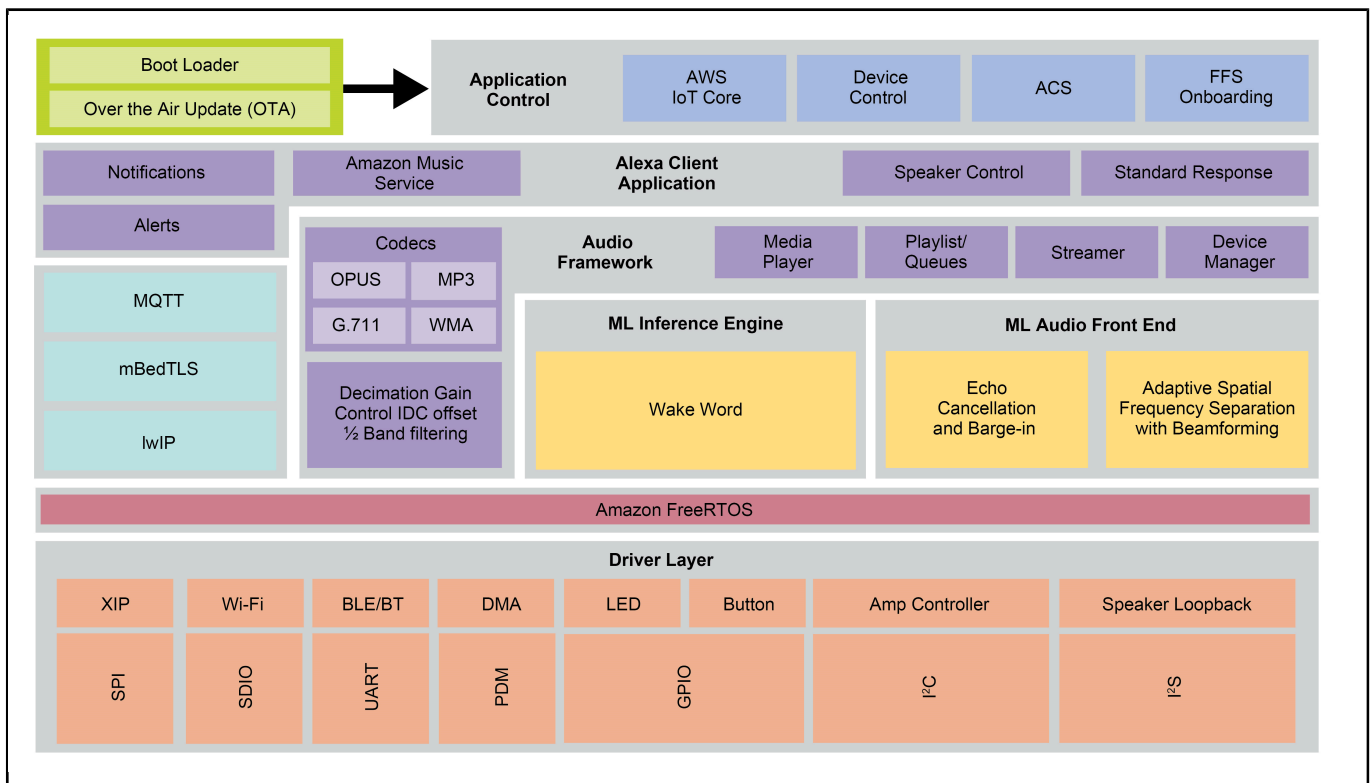 Boot Loader
Over the Air Update (OTA)
Application
Control
AWS
IoT Core
Device
Control
ACS
FFS
Onboarding
Notifications
Alerts
Amazon Music
Service
Alexa Client
Application
Speaker Control
Standard Response
Codecs
OPUS
MP3
G.711
WMA
Audio
Framework
Media
Player
Playlist/
Queues
Streamer
Device
Manager
MQTT
mBedTLS
lwIP
Decimation Gain
Control IDC offset
½ Band filtering
ML Inference Engine
Wake Word
ML Audio Front End
Echo
Cancellation
and Barge-in
Adaptive Spatial
Frequency Separation
with Beamforming
Amazon FreeRTOS
Driver Layer
XIP
Wi-Fi
BLE/BT
DMA
LED
Button
Amp Controller
Speaker Loopback
SPI
SDIO
UART
PDM
GPIO
I²C
I²S